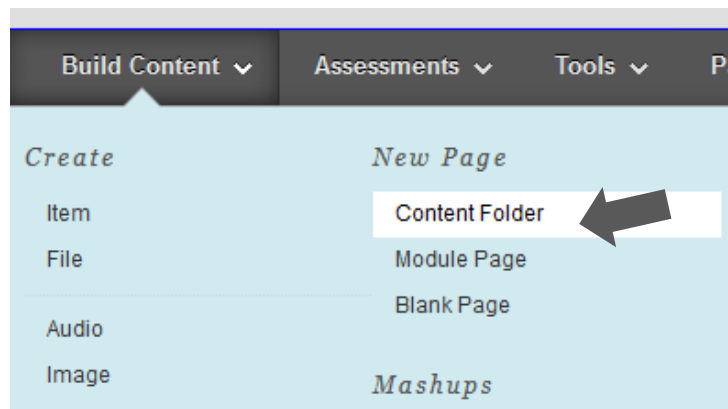 Build Content Assessments Tools P
Create
Item
File
Audio
Image
New Page
Content Folder
Module Page
Blank Page
Mashups